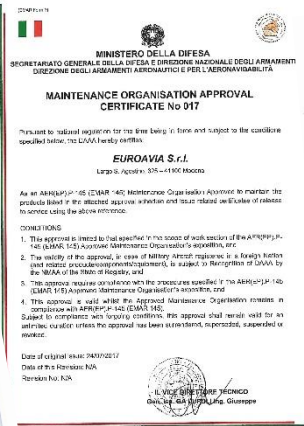 MINISTERO DELLA DIFESA
SEGRETARIATO GENERALE DELLA DIFESA E DIREZIONE NAZIONALE DEGLI ARMAMENTI
DIREZIONE DEGLI ARMAMENTI AERONAUTICI E PER L'AERONAVIGABILITÀ
MAINTENANCE ORGANISATION APPROVAL
CERTIFICATE No 017
Pursuant to national regulation for the time being in force and subject to the conditions
specified below, the DAAA hereby certifies
EUROAVIA S.r.l.
Largo S. Agostino, 325 – 41100 Modena
As an AER(EP).P-145 (EMAR 145) Maintenance Organisation Approved to maintain the
products listed in the attached approval schedule and issue related certificates of release
to service using the above reference.
CONDITIONS
1. This approval is limited to that specified in the scope of work section of the AER(EP).P-
145 (EMAR 145) Approved Maintenance Organisation's exposition, and
2. The validity of the approval, in case of Military Aircraft registered in a foreign Nation
(and related products/components/equipment), is subject to Recognition of DAAA by
the NMAA of the State of Registry, and
3. This approval requires compliance with the procedures specified in the AER(EP).P-145
(EMAR 145) Approved Maintenance Organisation's exposition, and
4. This approval is valid whilst the Approved Maintenance Organisation remains in
compliance with AER(EP).P-145 (EMAR 145).
Subject to compliance with foregoing conditions, this approval shall remain valid for an
unlimited duration unless the approval has been surrendered, superseded, suspended or
revoked.
Date of original issue: 24/07/2017
Date of this Revision: N/A
Revision No: N/A
IL VICE DIRETTORE TECNICO
Giuseppe